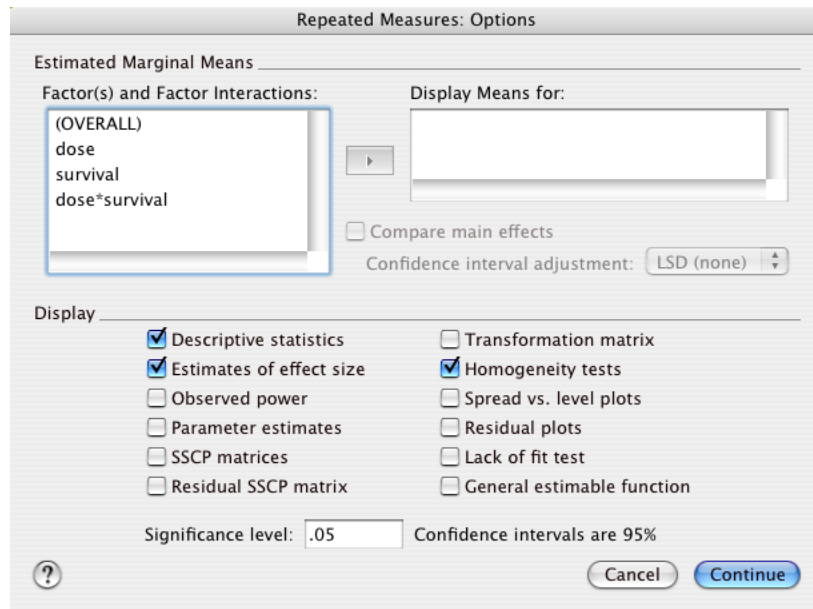 Repeated Measures: Options
Estimated Marginal Means
Factor(s) and Factor Interactions:
(OVERALL)
dose
survival
dose*survival
Display Means for:
Compare main effects
Confidence interval adjustment: LSD (none)
Display
Descriptive statistics
Estimates of effect size
Observed power
Parameter estimates
SSCP matrices
Residual SSCP matrix
Transformation matrix
Homogeneity tests
Spread vs. level plots
Residual plots
Lack of fit test
General estimable function
Significance level: .05 Confidence intervals are 95%
? Cancel Continue